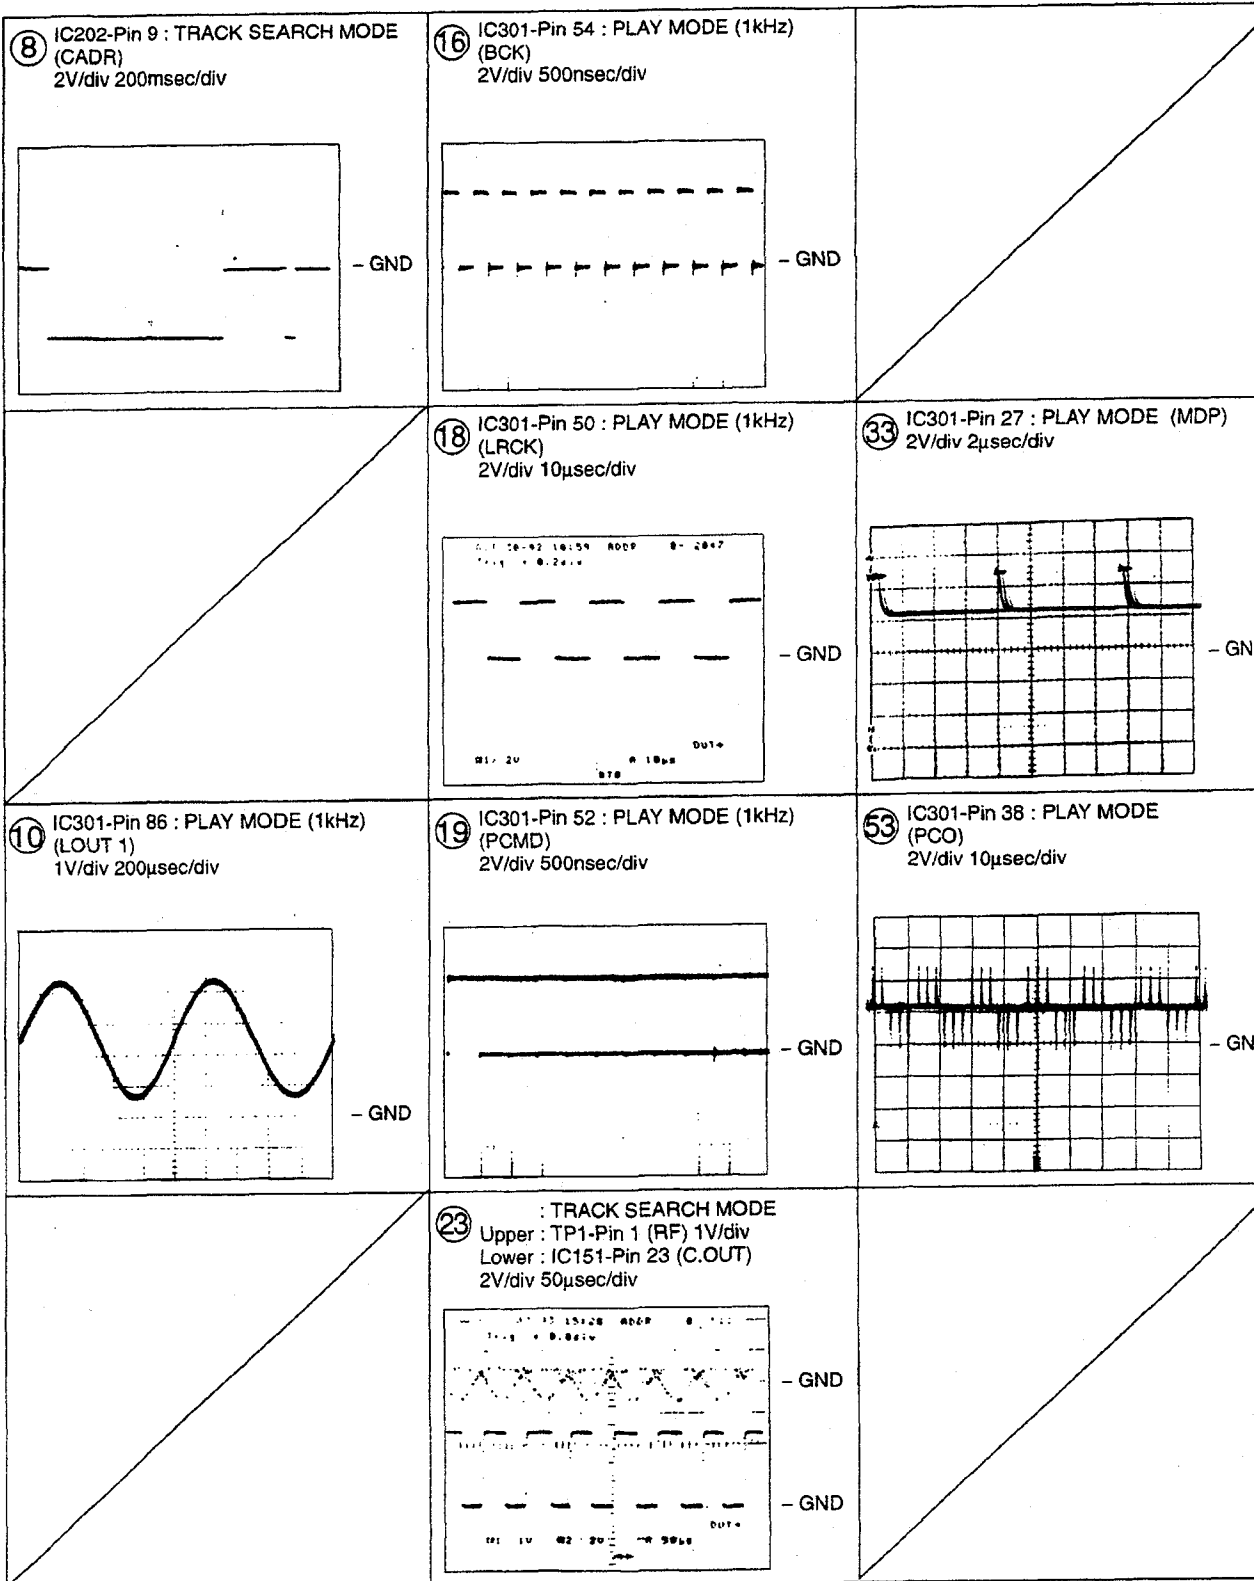 8 IC202-Pin 9 : TRACK SEARCH MODE
(CADR)
2V/div 200msec/div
– GND
16 IC301-Pin 54 : PLAY MODE (1kHz)
(BCK)
2V/div 500nsec/div
– GND
18 IC301-Pin 50 : PLAY MODE (1kHz)
(LRCK)
2V/div 10µsec/div
– GND
33 IC301-Pin 27 : PLAY MODE (MDP)
2V/div 2µsec/div
– GN
10 IC301-Pin 86 : PLAY MODE (1kHz)
(LOUT 1)
1V/div 200µsec/div
– GND
19 IC301-Pin 52 : PLAY MODE (1kHz)
(PCMD)
2V/div 500nsec/div
– GND
53 IC301-Pin 38 : PLAY MODE
(PCO)
2V/div 10µsec/div
– GN
23 : TRACK SEARCH MODE
Upper : TP1-Pin 1 (RF) 1V/div
Lower : IC151-Pin 23 (C.OUT)
2V/div 50µsec/div
– GND
– GND